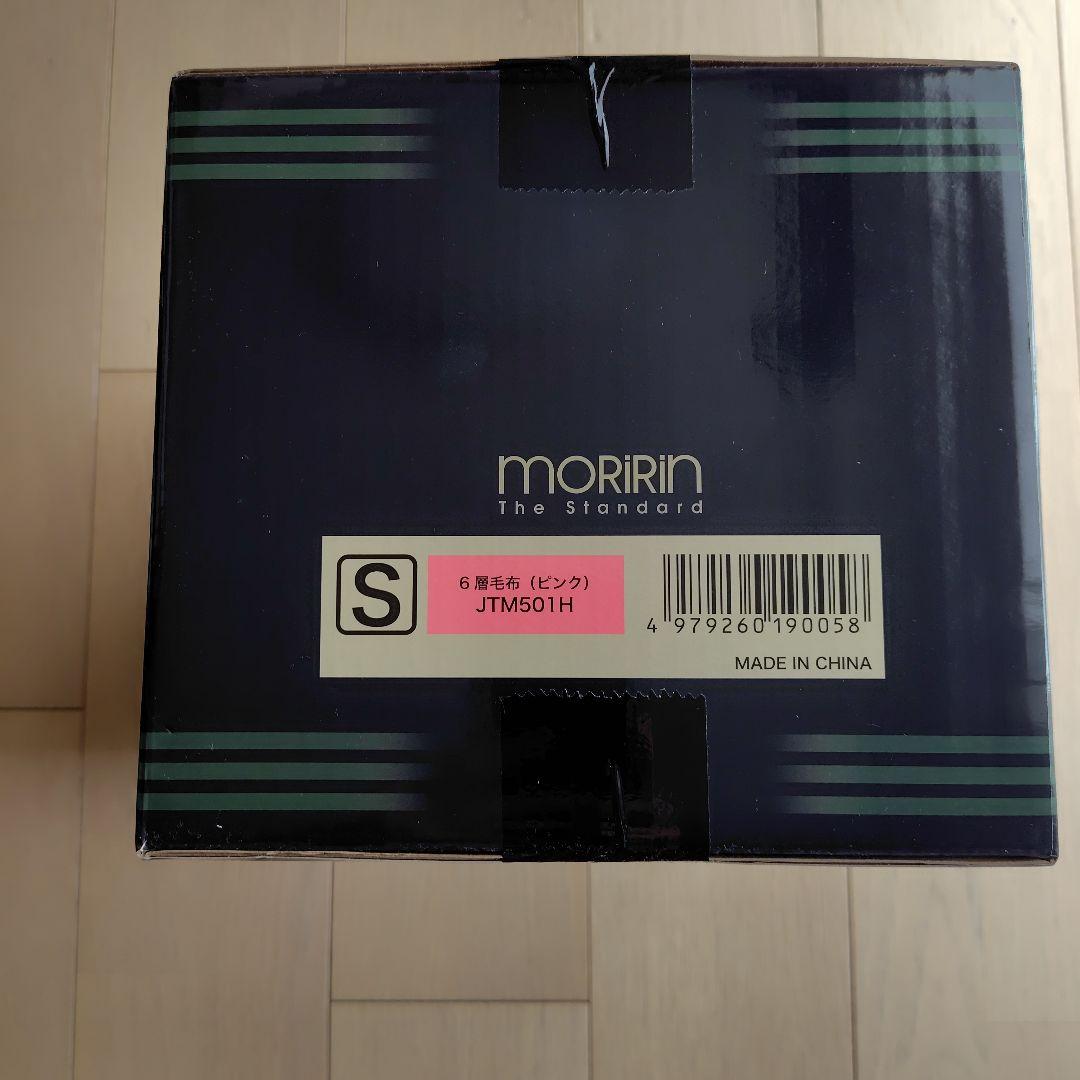 moRiRin
The Standard
S
6層毛布（ピンク）
JTM501H
4 979260 190058
MADE IN CHINA